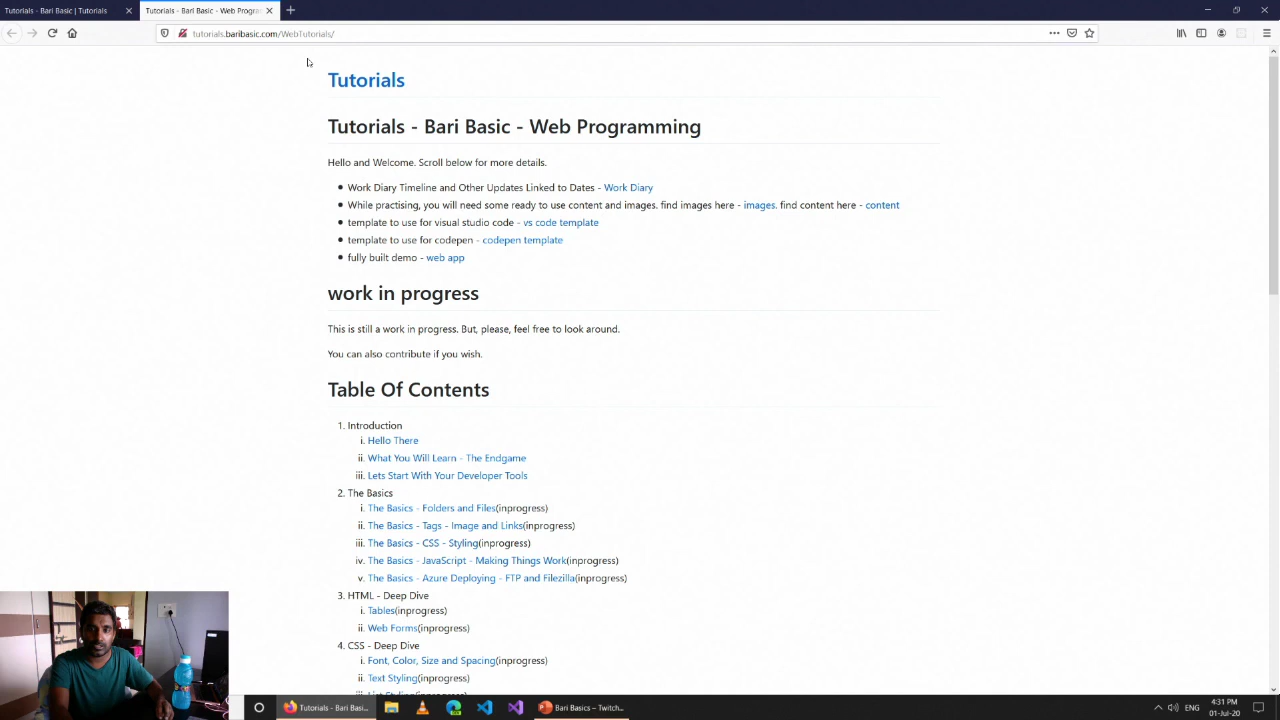 Tutorials - Bari Basic | Tutorials
Tutorials - Bari Basic - Web Progran
tutorials.baribasic.com/WebTutorials/
Tutorials
Tutorials - Bari Basic - Web Programming
Hello and Welcome. Scroll below for more details.
Work Diary Timeline and Other Updates Linked to Dates - Work Diary
While practising, you will need some ready to use content and images. find images here - images. find content here - content
template to use for visual studio code - vs code template
template to use for codepen - codepen template
fully built demo - web app
work in progress
This is still a work in progress. But, please, feel free to look around.
You can also contribute if you wish.
Table Of Contents
1. Introduction
i. Hello There
ii. What You Will Learn - The Endgame
iii. Lets Start With Your Developer Tools
2. The Basics
i. The Basics - Folders and Files(inprogress)
ii. The Basics - Tags - Image and Links(inprogress)
iii. The Basics - CSS - Styling(inprogress)
iv. The Basics - JavaScript - Making Things Work(inprogress)
v. The Basics - Azure Deploying - FTP and Filezilla(inprogress)
3. HTML - Deep Dive
i. Tables(inprogress)
ii. Web Forms(inprogress)
4. CSS - Deep Dive
i. Font, Color, Size and Spacing(inprogress)
ii. Text Styling(inprogress)
iii. List Styling(inprogress)
Tutorials - Bari Basi...
Bari Basics – Twitch...
ENG
4:31 PM
01-Jul-20